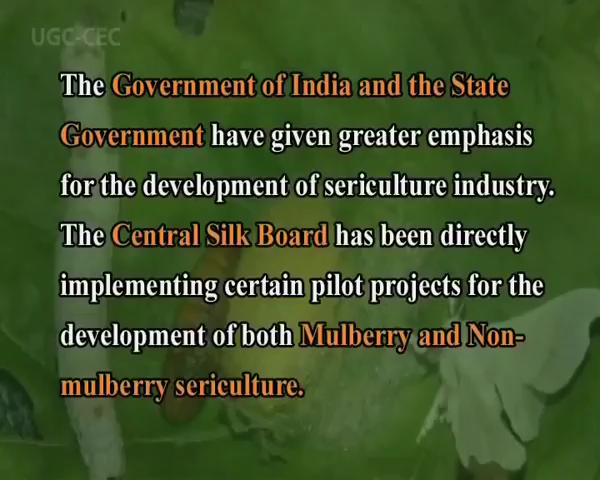 UGC-CEC
The Government of India and the State
Government have given greater emphasis
for the development of sericulture industry.
The Central Silk Board has been directly
implementing certain pilot projects for the
development of both Mulberry and Non-
mulberry sericulture.